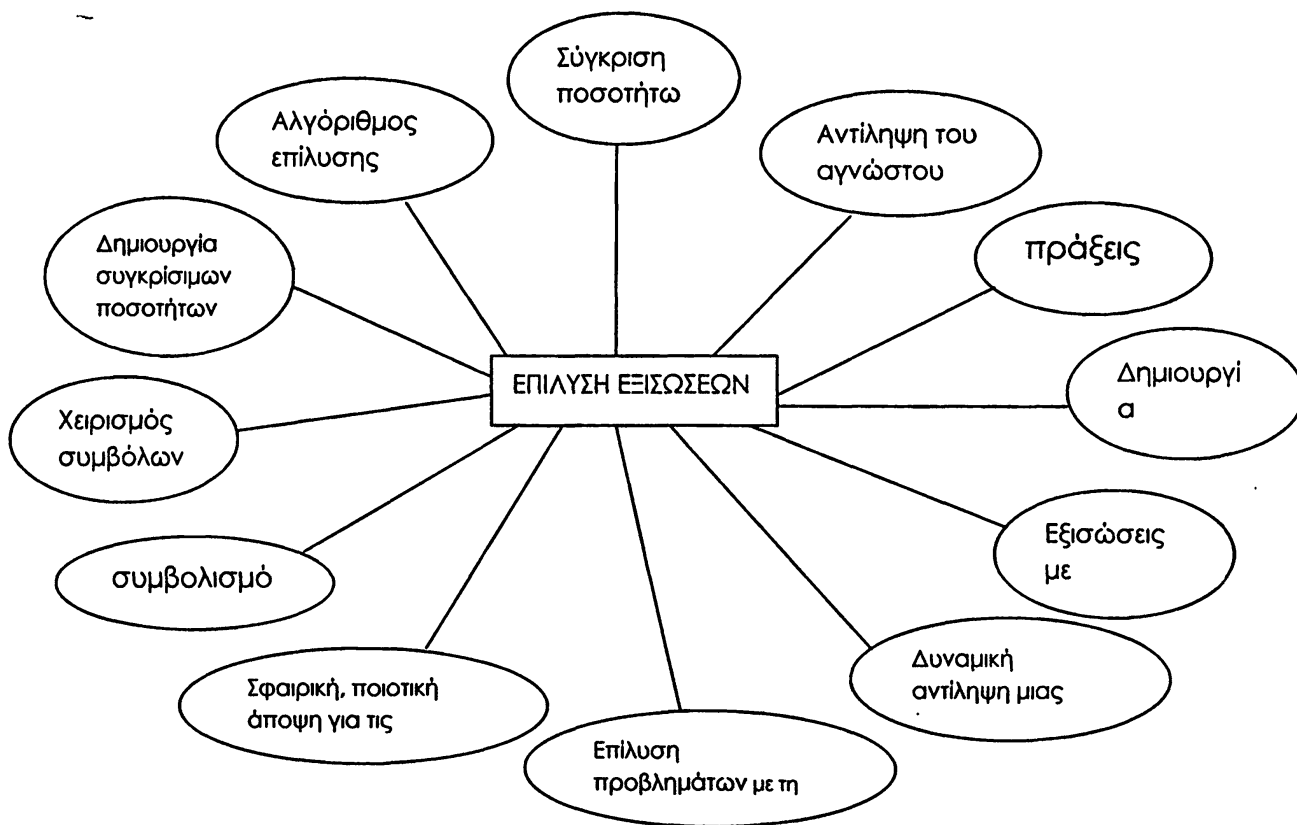 Σύγκριση
ποσοτήτω
Αλγόριθμος
επίλυσης
Αντίληψη του
αγνώστου
Δημιουργία
συγκρίσιμων
ποσοτήτων
πράξεις
ΕΠΙΛΥΣΗ ΕΞΙΣΩΣΕΩΝ
Δημιουργί
α
Χειρισμός
συμβόλων
Εξισώσεις
με
συμβολισμό
Δυναμική
αντίληψη μιας
Σφαιρική, ποιοτική
άποψη για τις
Επίλυση
προβλημάτων με τη